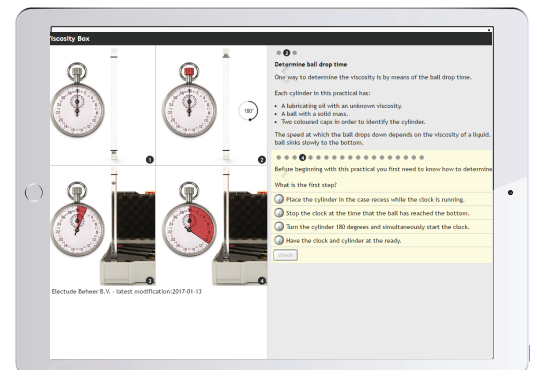 iscosity Box
2
Determine ball drop time
One way to determine the viscosity is by means of the ball drop time.
Each cylinder in this practical has:
• A lubricating oil with an unknown viscosity.
• A ball with a solid mass.
• Two coloured caps in order to identify the cylinder.
The speed at which the ball drops down depends on the viscosity of a liquid.
ball sinks slowly to the bottom.
180°
1
2
3
4
4
Before beginning with this practical you first need to know how to determine
What is the first step?
Place the cylinder in the case recess while the clock is running.
Stop the clock at the time that the ball has reached the bottom.
Turn the cylinder 180 degrees and simultaneously start the clock.
Have the clock and cylinder at the ready.
check
Electude Beheer B.V. - latest modification:2017-01-13